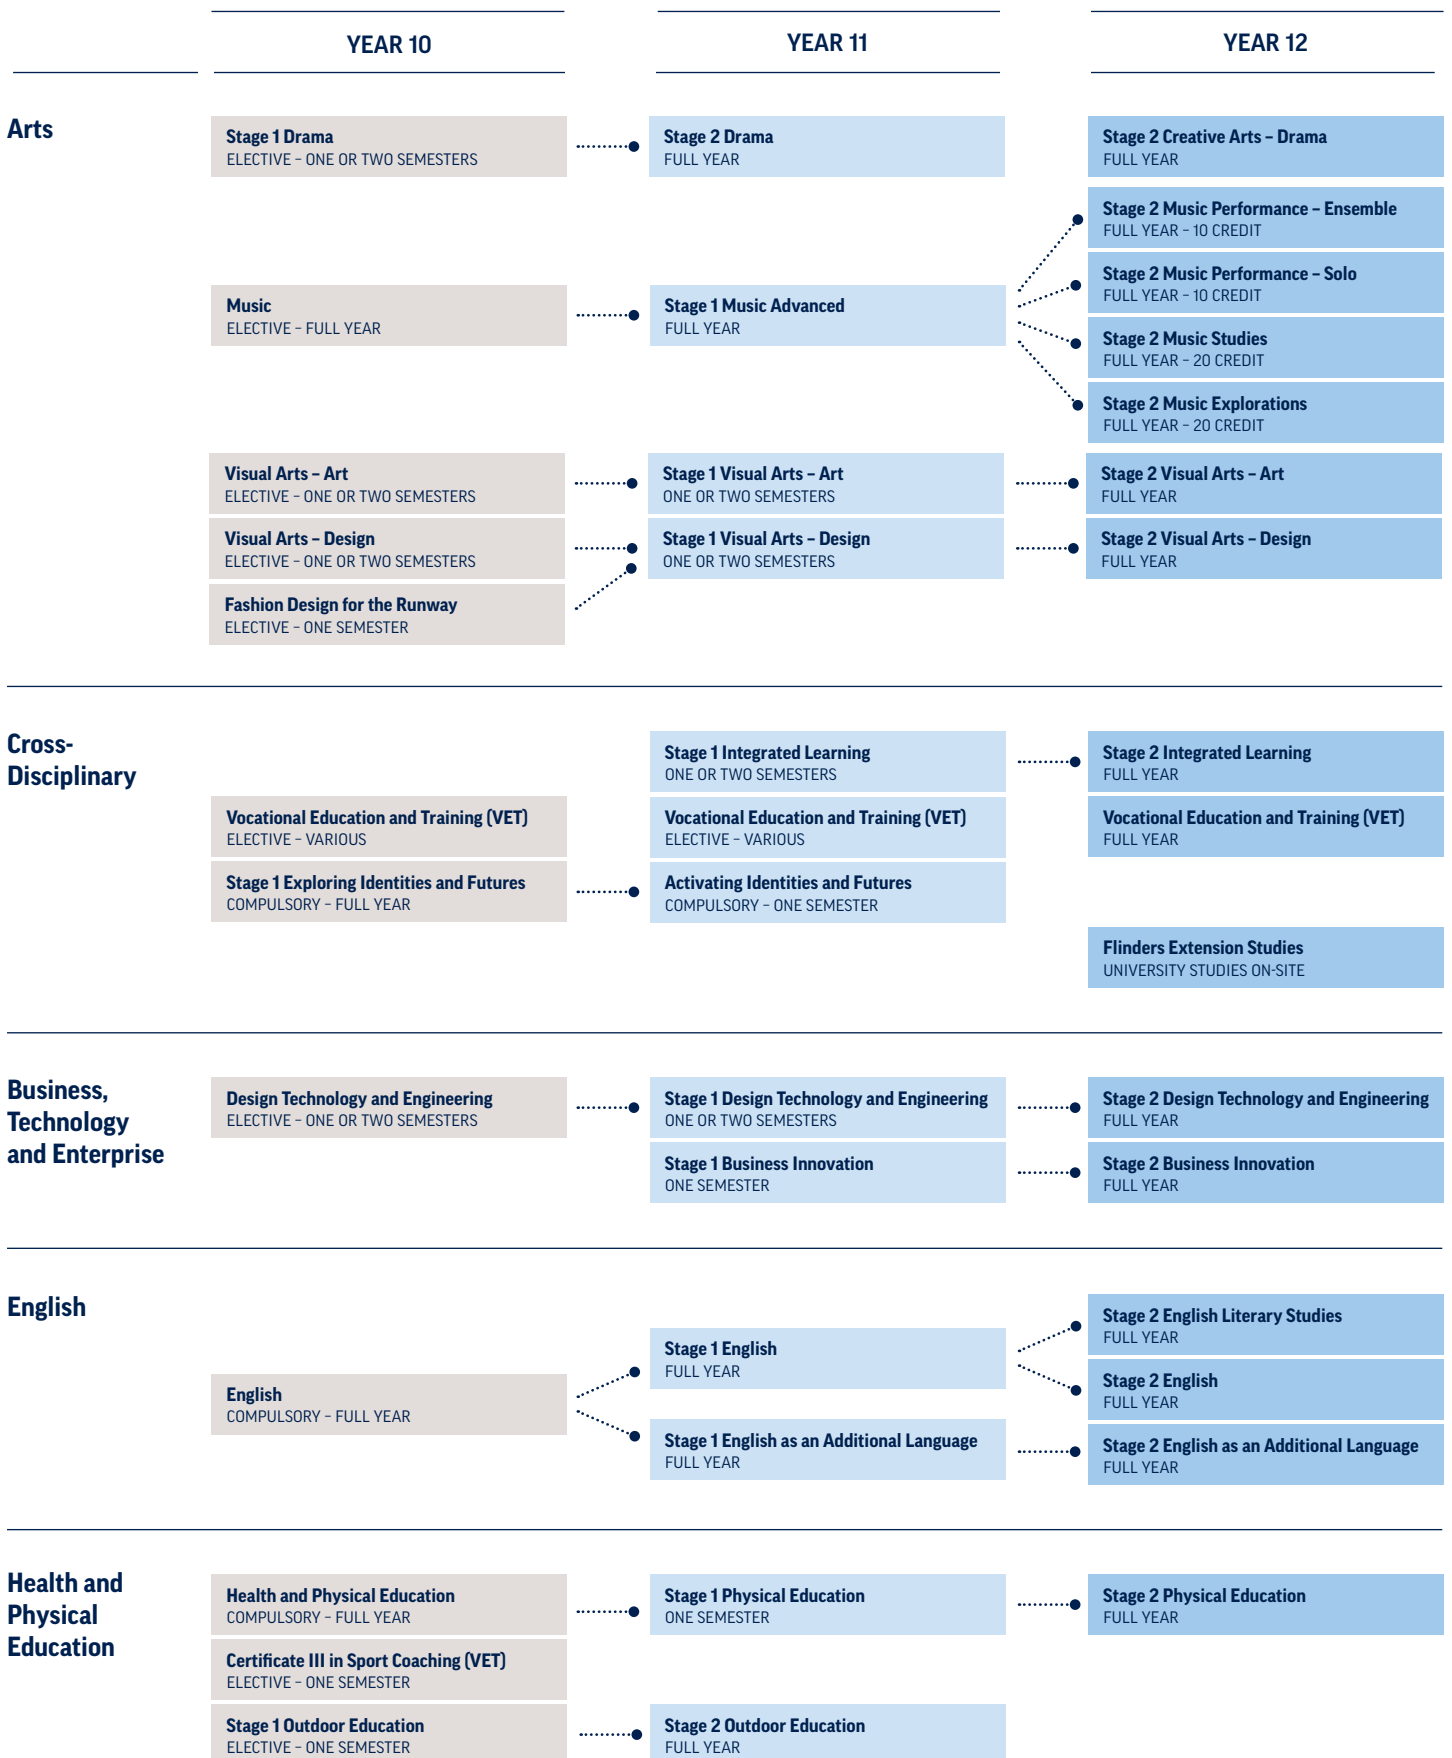 YEAR 10
YEAR 11
YEAR 12
Arts
Stage 1 Drama
ELECTIVE – ONE OR TWO SEMESTERS
Stage 2 Drama
FULL YEAR
Stage 2 Creative Arts – Drama
FULL YEAR
Stage 2 Music Performance – Ensemble
FULL YEAR – 10 CREDIT
Music
ELECTIVE – FULL YEAR
Stage 1 Music Advanced
FULL YEAR
Stage 2 Music Performance – Solo
FULL YEAR – 10 CREDIT
Stage 2 Music Studies
FULL YEAR – 20 CREDIT
Stage 2 Music Explorations
FULL YEAR – 20 CREDIT
Visual Arts – Art
ELECTIVE – ONE OR TWO SEMESTERS
Stage 1 Visual Arts – Art
ONE OR TWO SEMESTERS
Stage 2 Visual Arts – Art
FULL YEAR
Visual Arts – Design
ELECTIVE – ONE OR TWO SEMESTERS
Stage 1 Visual Arts – Design
ONE OR TWO SEMESTERS
Stage 2 Visual Arts – Design
FULL YEAR
Fashion Design for the Runway
ELECTIVE – ONE SEMESTER
Cross-
Disciplinary
Stage 1 Integrated Learning
ONE OR TWO SEMESTERS
Stage 2 Integrated Learning
FULL YEAR
Vocational Education and Training (VET)
ELECTIVE – VARIOUS
Vocational Education and Training (VET)
ELECTIVE – VARIOUS
Vocational Education and Training (VET)
FULL YEAR
Stage 1 Exploring Identities and Futures
COMPULSORY – FULL YEAR
Activating Identities and Futures
COMPULSORY – ONE SEMESTER
Flinders Extension Studies
UNIVERSITY STUDIES ON-SITE
Business,
Technology
and Enterprise
Design Technology and Engineering
ELECTIVE – ONE OR TWO SEMESTERS
Stage 1 Design Technology and Engineering
ONE OR TWO SEMESTERS
Stage 2 Design Technology and Engineering
FULL YEAR
Stage 1 Business Innovation
ONE SEMESTER
Stage 2 Business Innovation
FULL YEAR
English
English
COMPULSORY – FULL YEAR
Stage 1 English
FULL YEAR
Stage 1 English as an Additional Language
FULL YEAR
Stage 2 English Literary Studies
FULL YEAR
Stage 2 English
FULL YEAR
Stage 2 English as an Additional Language
FULL YEAR
Health and
Physical
Education
Health and Physical Education
COMPULSORY – FULL YEAR
Stage 1 Physical Education
ONE SEMESTER
Stage 2 Physical Education
FULL YEAR
Certificate III in Sport Coaching (VET)
ELECTIVE – ONE SEMESTER
Stage 1 Outdoor Education
ELECTIVE – ONE SEMESTER
Stage 2 Outdoor Education
FULL YEAR